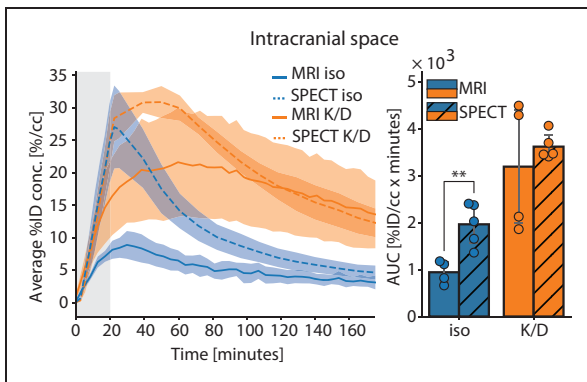 Intracranial space
Average %ID conc. [%/cc]
35
30
25
20
15
10
5
0
MRI iso
SPECT iso
MRI K/D
SPECT K/D
0 20 40 60 80 100 120 140 160
Time [minutes]
×10³
AUC [%ID/cc x minutes]
5
4
3
2
1
0
MRI
SPECT
**
iso K/D